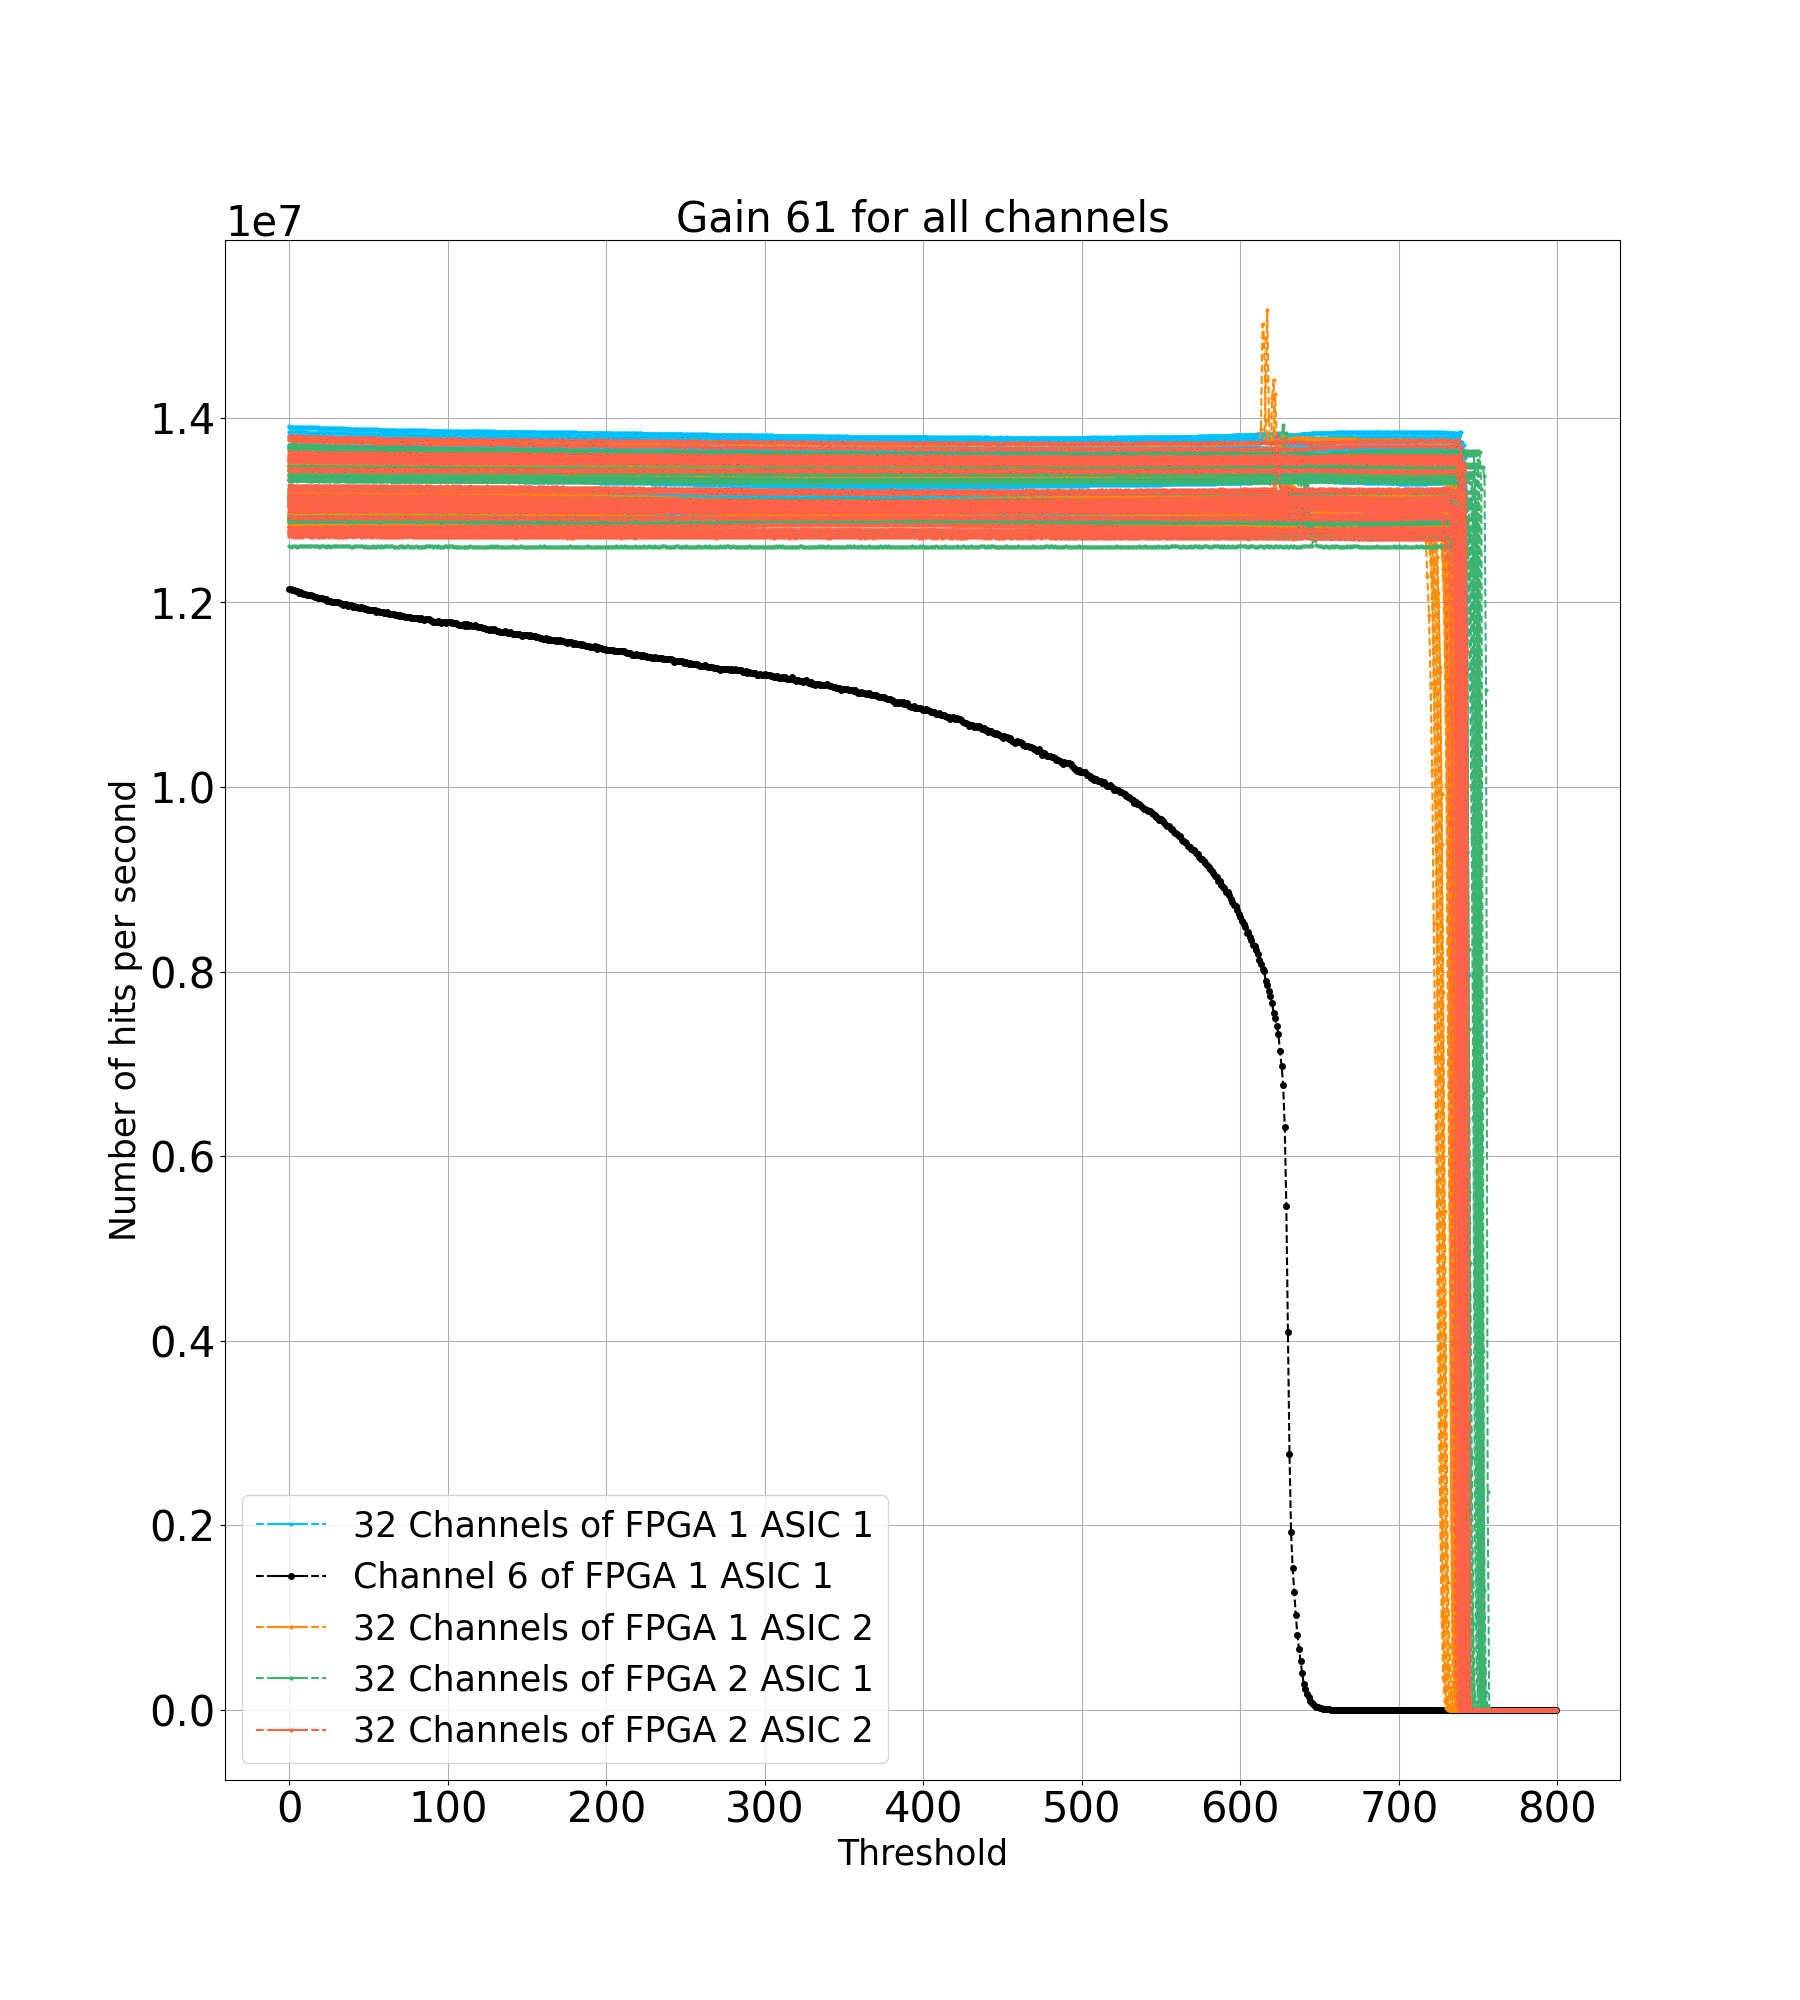 Gain 61 for all channels
1e7
1.4
1.2
1.0
0.8
0.6
0.4
0.2
0.0
Number of hits per second
32 Channels of FPGA 1 ASIC 1
Channel 6 of FPGA 1 ASIC 1
32 Channels of FPGA 1 ASIC 2
32 Channels of FPGA 2 ASIC 1
32 Channels of FPGA 2 ASIC 2
0 100 200 300 400 500 600 700 800
Threshold